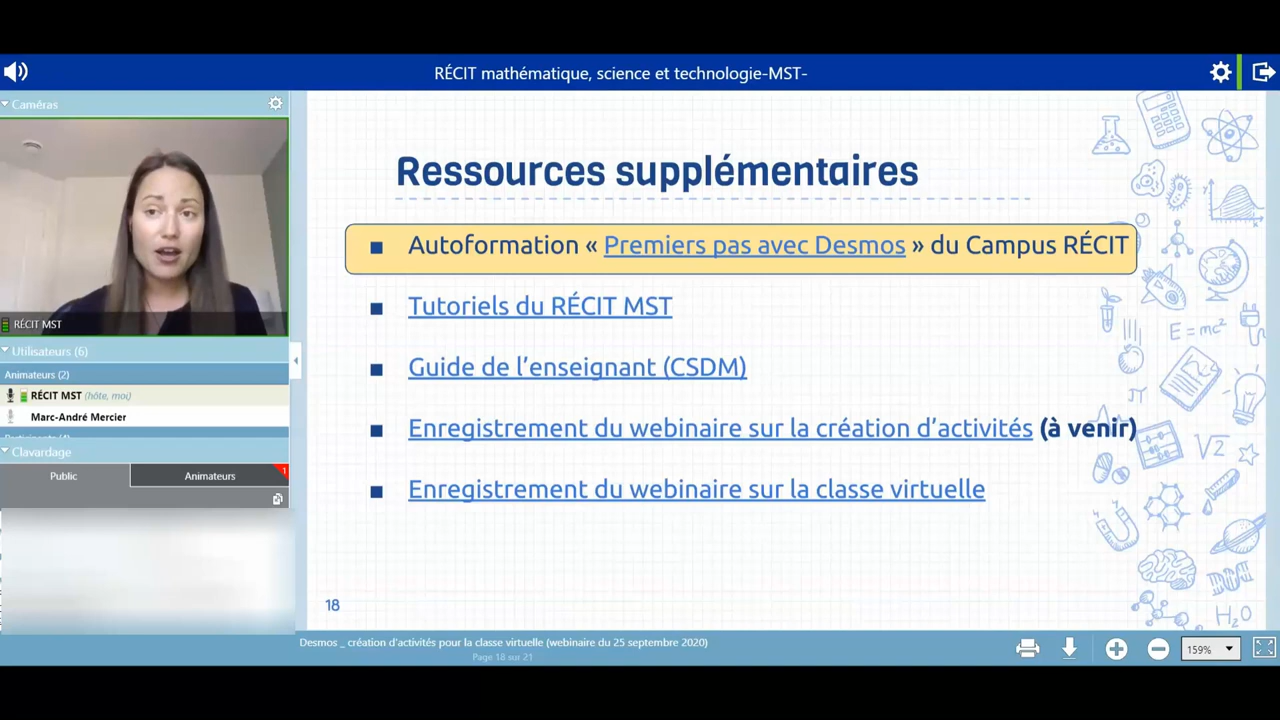 RÉCIT mathématique, science et technologie-MST-
Caméras
RÉCIT MST
Utilisateurs (6)
Animateurs (2)
RÉCIT MST (hôte, moi)
Marc-André Mercier
Clavardage
Public
Animateurs
1
Ressources supplémentaires
■ Autoformation « Premiers pas avec Desmos » du Campus RÉCIT
■ Tutoriels du RÉCIT MST
■ Guide de l'enseignant (CSDM)
■ Enregistrement du webinaire sur la création d'activités (à venir)
■ Enregistrement du webinaire sur la classe virtuelle
E=mc²
π
√2
H₂O
18
Desmos _ création d'activités pour la classe virtuelle (webinaire du 25 septembre 2020)
Page 18 sur 21
159%